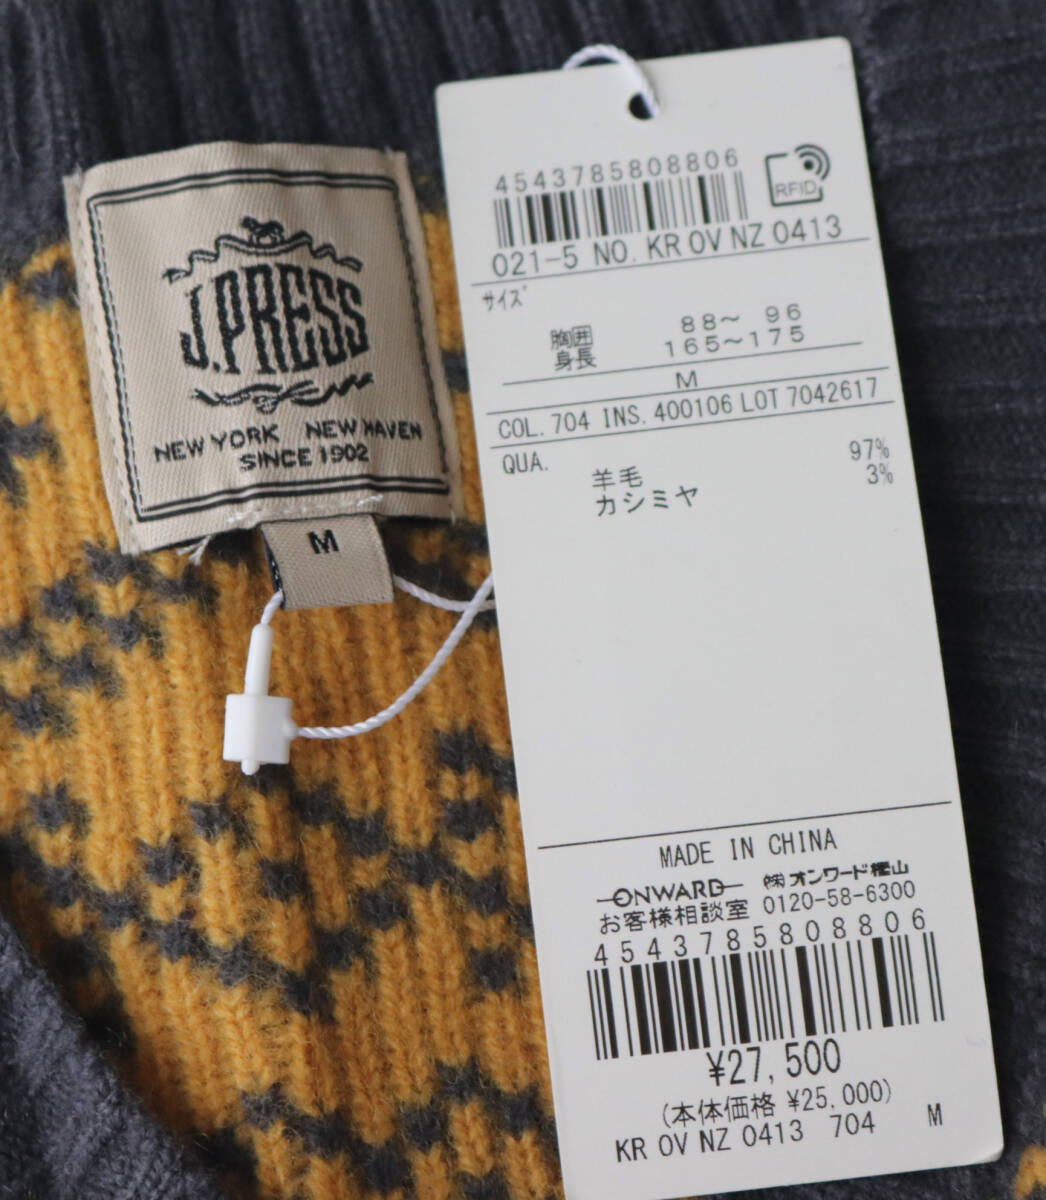 J.PRESS
NEW YORK NEW HAVEN
SINCE 1902
M
4543785808806
RFID
021-5 NO. KR OV NZ 0413
サイズ
胸囲 88～ 96
身長 165～175
M
COL. 704 INS. 400106 LOT 7042617
QUA.
羊毛 97%
カシミヤ 3%
MADE IN CHINA
ONWARD ㈱オンワード樫山
お客様相談室 0120-58-6300
4543785808806
¥27,500
(本体価格 ¥25,000)
KR OV NZ 0413 704 M